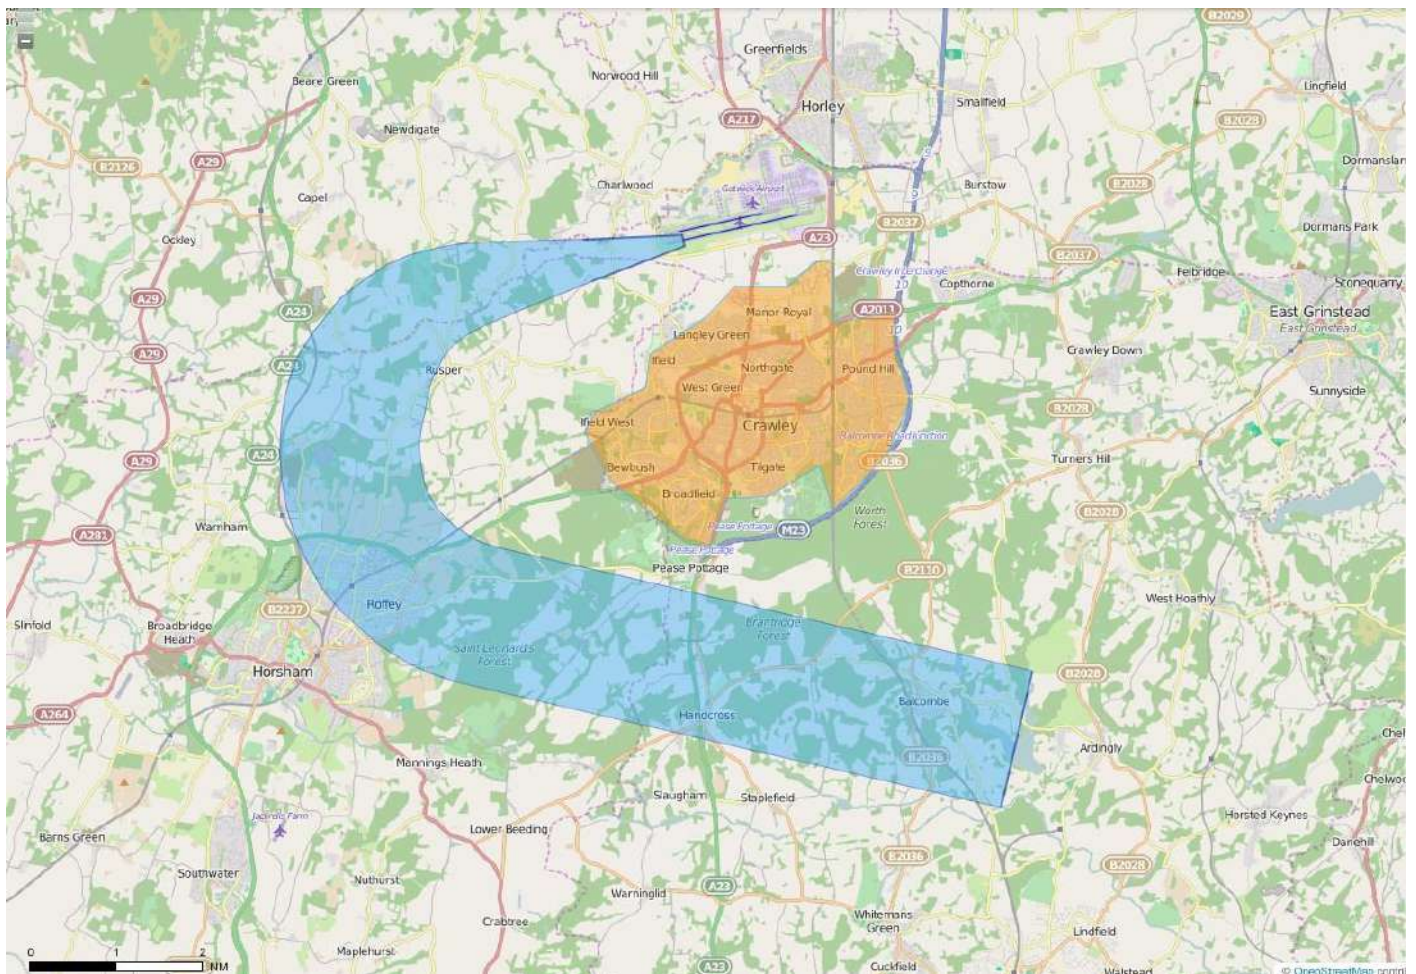 B2029
Greenfields
Norwood Hill
Beare Green
Lingfield
Horley
Smallfield
A217
B2028
Newdigate
A29
B2126
Dormansland
Charlwood
Gatwick Airport
Burstow
B2028
Capel
B2037
Dormans Park
Ockley
A23
B2037
Crawley Interchange
10
Copthorne
Felbridge
Stonequarry
A29
A24
Manor Royal
A2011
East Grinstead
East Grinstead
10
Langley Green
A29
Crawley Down
Ifield
Northgate
Pound Hill
Rusper
West Green
Sunnyside
B2028
Ifield West
Crawley
A24
A29
Turners Hill
B2036
Bewbush
Tilgate
Broadfield
Worth
Forest
B2028
Warnham
Pease Pottage
M23
A281
Pease Pottage
Pease Pottage
B2110
West Hoathly
Roffey
B2237
Slinfold
Broadbridge
Heath
Brantridge
Forest
Saint Leonard's
Forest
Horsham
B2028
Balcombe
A264
Handcross
Ardingly
B2036
Mannings Heath
Slaugham
Staplefield
Horsted Keynes
Lower Beeding
Barns Green
Danehill
B2036
B2028
Southwater
Nuthurst
A23
Warninglid
Whitemans
Green
Crabtree
Lindfield
Maplehurst
0 1 2
NM
A23
Cuckfield
Walstead
© OpenStreetMap contri